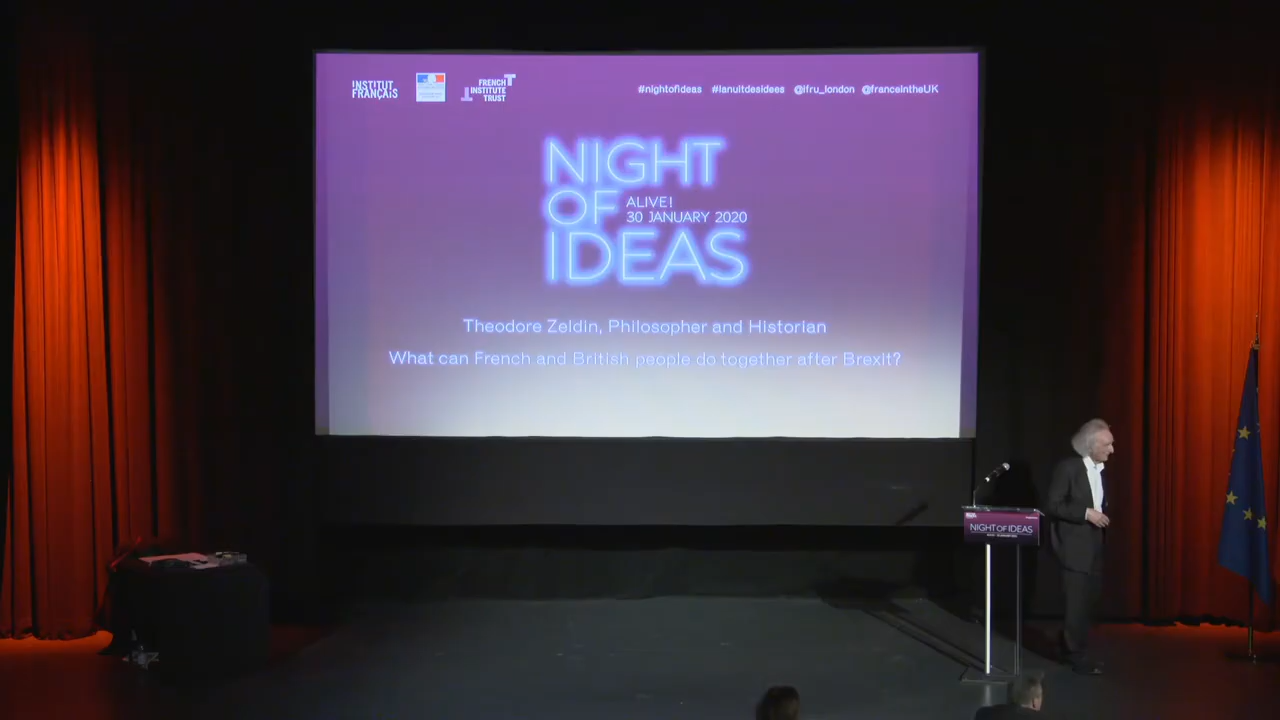 INSTITUT
FRANÇAIS
FRENCH
INSTITUTE
TRUST
#nightofideas #lanuitdesidees @ifru_london @franceintheUK
NIGHT
OF
ALIVE!
30 JANUARY 2020
IDEAS
Theodore Zeldin, Philosopher and Historian
What can French and British people do together after Brexit?
NIGHT OF IDEAS